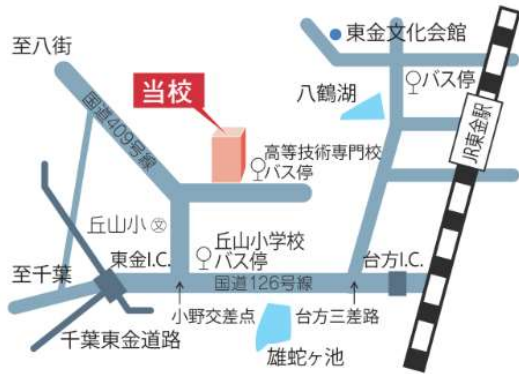 至八街
東金文化会館
バス停
八鶴湖
当校
国道409号線
JR東金駅
高等技術専門校
バス停
丘山小
文
丘山小学校
バス停
東金I.C.
台方I.C.
至千葉
国道126号線
小野交差点
台方三差路
千葉東金道路
雄蛇ヶ池